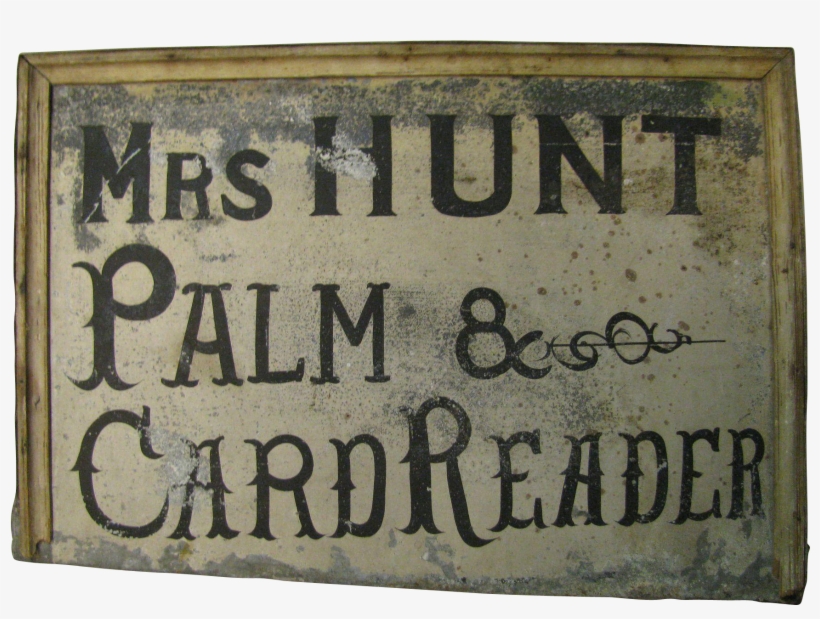 Mrs HUNT
PALM &
CARD READER